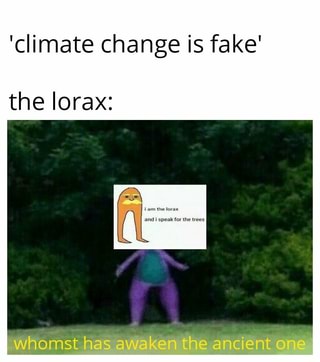 'climate change is fake'
the lorax:
i am the lorax
and i speak for the trees
whomst has awaken the ancient one